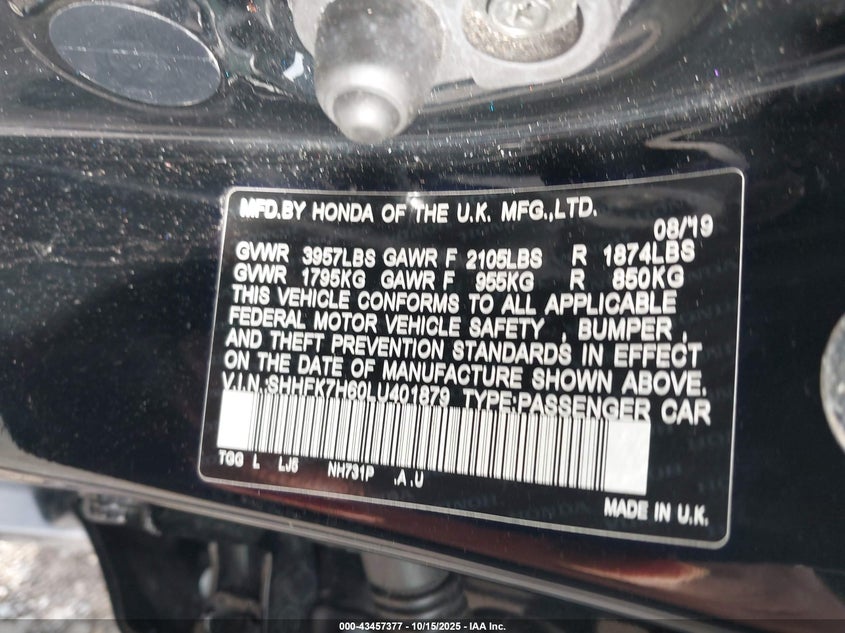 MFD.BY HONDA OF THE U.K. MFG.,LTD.
08/19
GVWR 3957LBS GAWR F 2105LBS R 1874LBS
GVWR 1795KG GAWR F 955KG R 850KG
THIS VEHICLE CONFORMS TO ALL APPLICABLE
FEDERAL MOTOR VEHICLE SAFETY , BUMPER ,
AND THEFT PREVENTION STANDARDS IN EFFECT
ON THE DATE OF MANUFACTURE SHOWN ABOVE.
V.I.N.:SHHFK7H60LU401879 TYPE:PASSENGER CAR
TGG L LJ6 NH731P .A .U
MADE IN U.K.
000-43457377 - 10/15/2025 - IAA Inc.